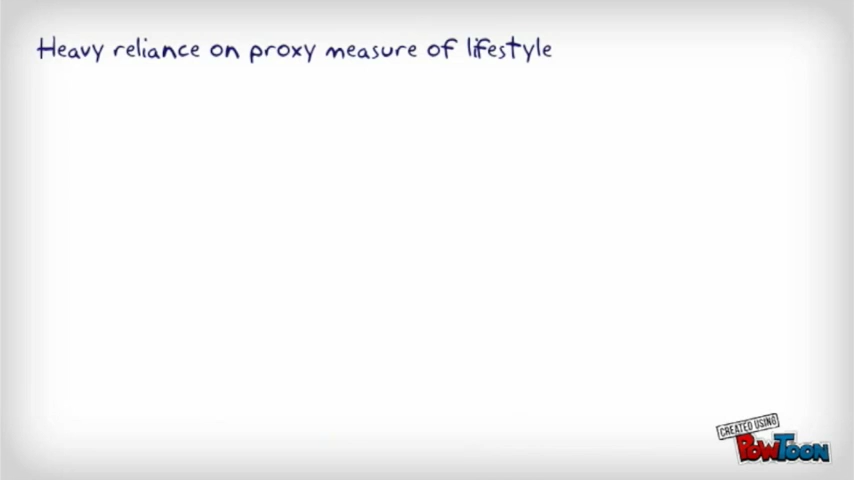 Heavy reliance on proxy measure of lifestyle
CREATED USING
POWTOON